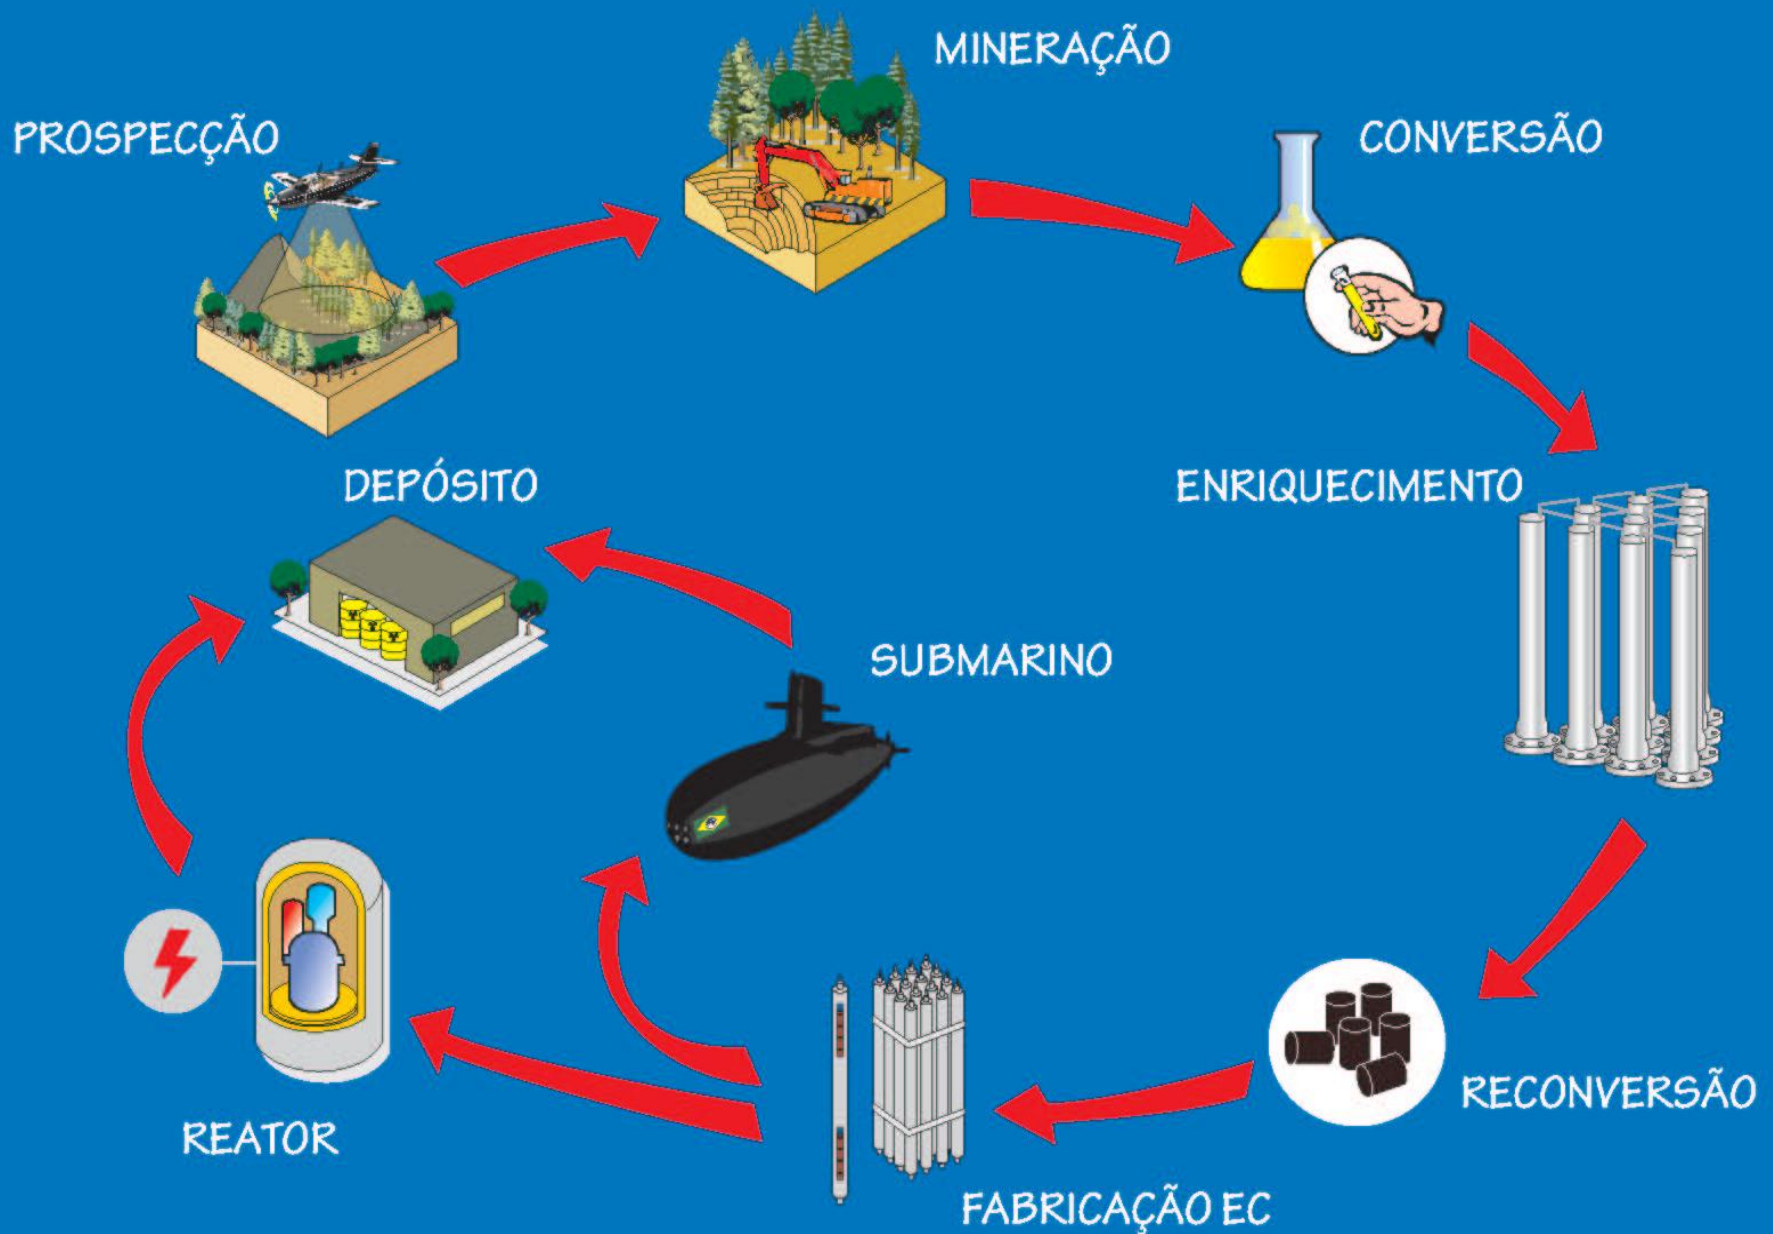 PROSPECÇÃO
MINERAÇÃO
CONVERSÃO
ENRIQUECIMENTO
RECONVERSÃO
FABRICAÇÃO EC
SUBMARINO
REATOR
DEPÓSITO